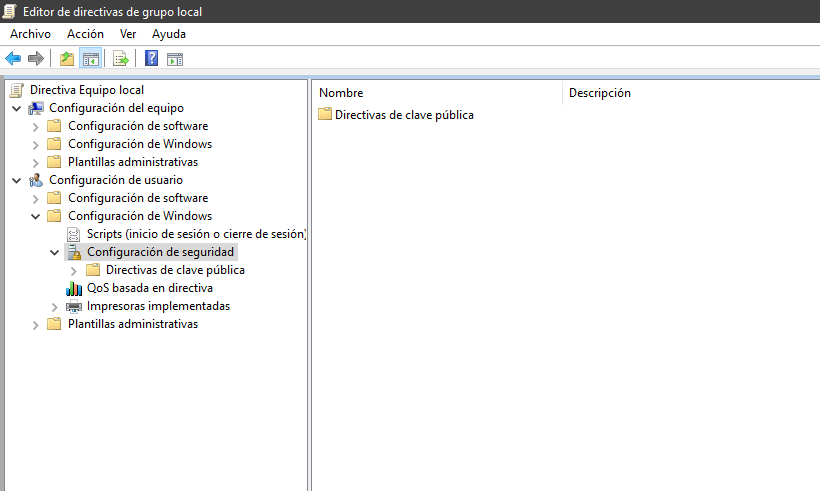 Editor de directivas de grupo local
Archivo Acción Ver Ayuda
Directiva Equipo local
Configuración del equipo
Configuración de software
Configuración de Windows
Plantillas administrativas
Configuración de usuario
Configuración de software
Configuración de Windows
Scripts (inicio de sesión o cierre de sesión)
Configuración de seguridad
Directivas de clave pública
QoS basada en directiva
Impresoras implementadas
Plantillas administrativas
Nombre Descripción
Directivas de clave pública